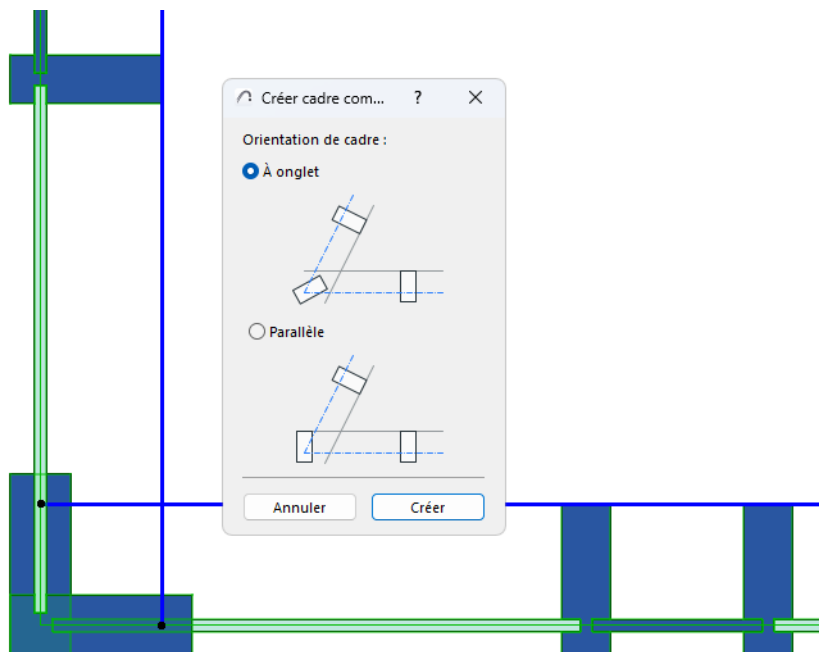 Créer cadre com... ?
Orientation de cadre :
À onglet
Parallèle
Annuler Créer